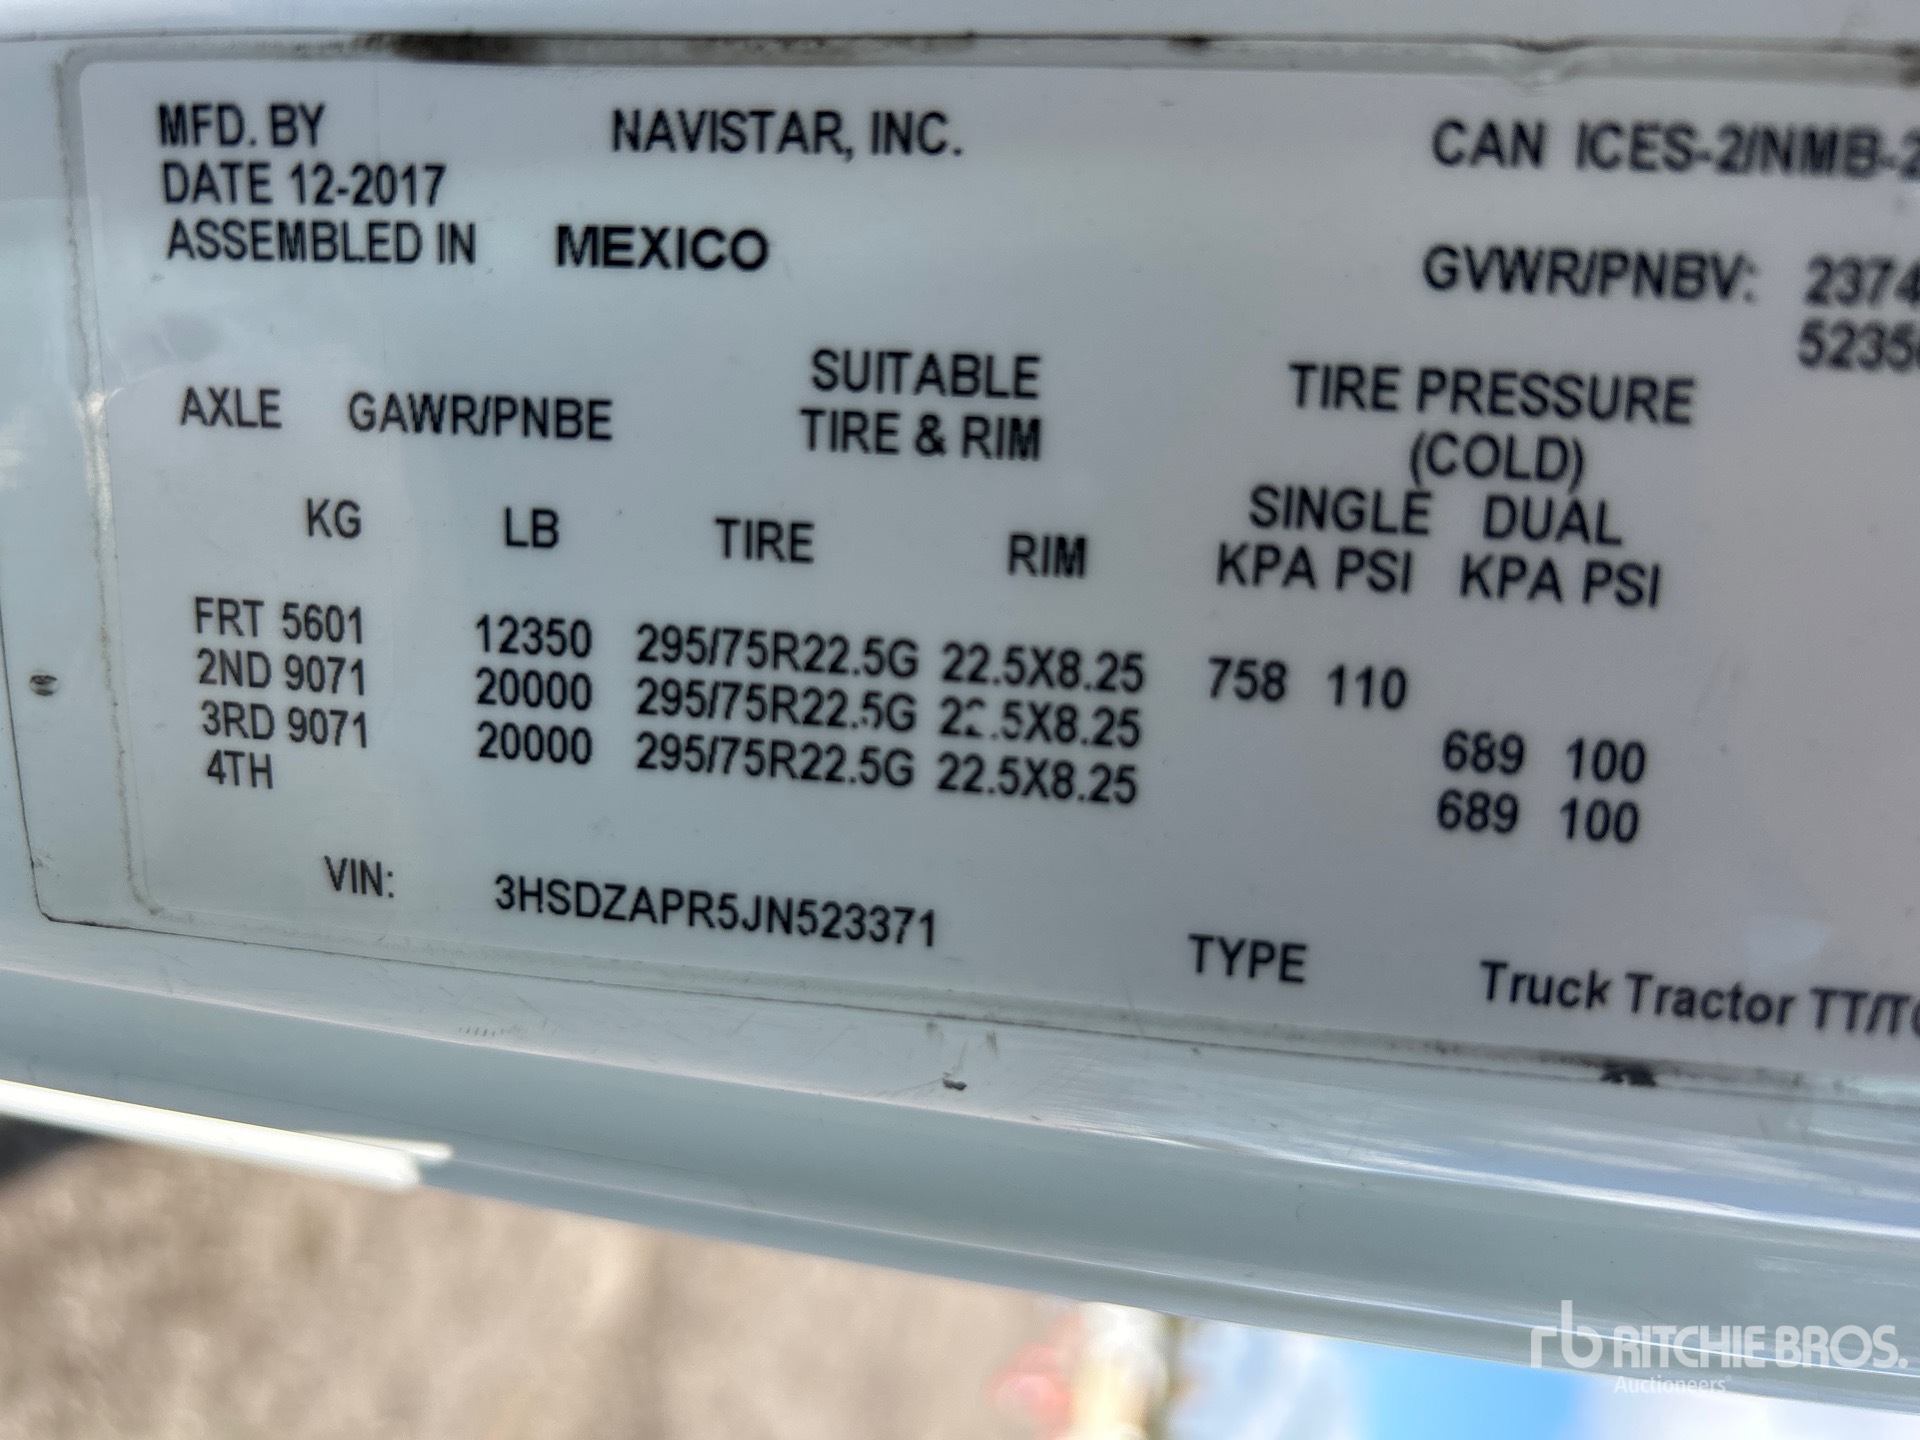 MFD. BY NAVISTAR, INC. CAN ICES-2/NMB-2
DATE 12-2017
ASSEMBLED IN MEXICO GVWR/PNBV: 2374
5235
SUITABLE TIRE PRESSURE
AXLE GAWR/PNBE TIRE & RIM (COLD)
SINGLE DUAL
KG LB TIRE RIM KPA PSI KPA PSI
FRT 5601 12350 295/75R22.5G 22.5X8.25 758 110
2ND 9071 20000 295/75R22.5G 22.5X8.25 689 100
3RD 9071 20000 295/75R22.5G 22.5X8.25 689 100
4TH
VIN: 3HSDZAPR5JN523371
TYPE Truck Tractor TT/T
rb RITCHIE BROS.
Auctioneers